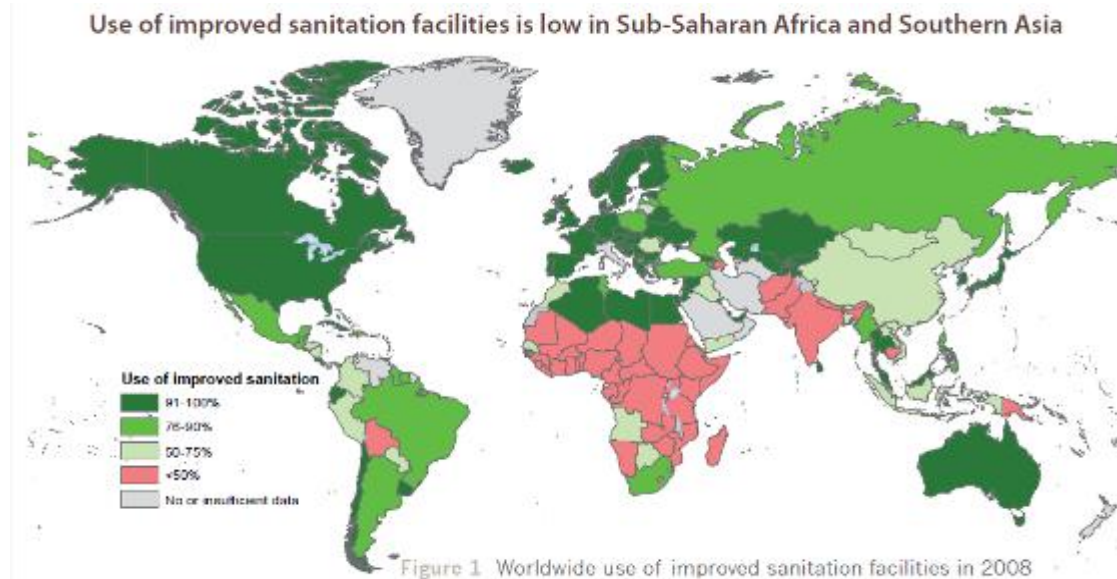 Use of improved sanitation facilities is low in Sub-Saharan Africa and Southern Asia
Use of improved sanitation
91-100%
76-90%
50-75%
<50%
No or insufficient data
Figure 1 Worldwide use of improved sanitation facilities in 2008